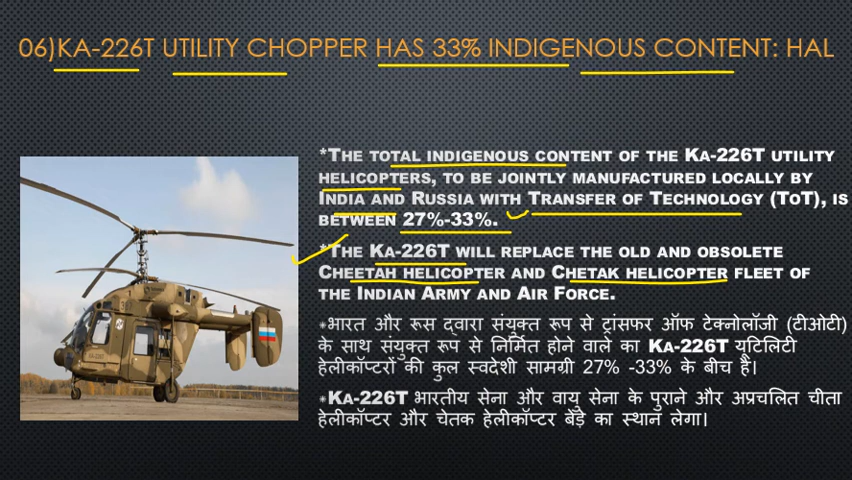 06)KA-226T UTILITY CHOPPER HAS 33% INDIGENOUS CONTENT: HAL
*THE TOTAL INDIGENOUS CONTENT OF THE KA-226T UTILITY
HELICOPTERS, TO BE JOINTLY MANUFACTURED LOCALLY BY
INDIA AND RUSSIA WITH TRANSFER OF TECHNOLOGY (TOT), IS
BETWEEN 27%-33%.
*THE KA-226T WILL REPLACE THE OLD AND OBSOLETE
CHEETAH HELICOPTER AND CHETAK HELICOPTER FLEET OF
THE INDIAN ARMY AND AIR FORCE.
*भारत और रूस द्वारा संयुक्त रूप से ट्रांसफर ऑफ टेक्नोलॉजी (टीओटी)
के साथ संयुक्त रूप से निर्मित होने वाले का KA-226T यूटिलिटी
हेलीकॉप्टरों की कुल स्वदेशी सामग्री 27% -33% के बीच है।
*KA-226T भारतीय सेना और वायु सेना के पुराने और अप्रचलित चीता
हेलीकॉप्टर और चेतक हेलीकॉप्टर बेड़े का स्थान लेगा।